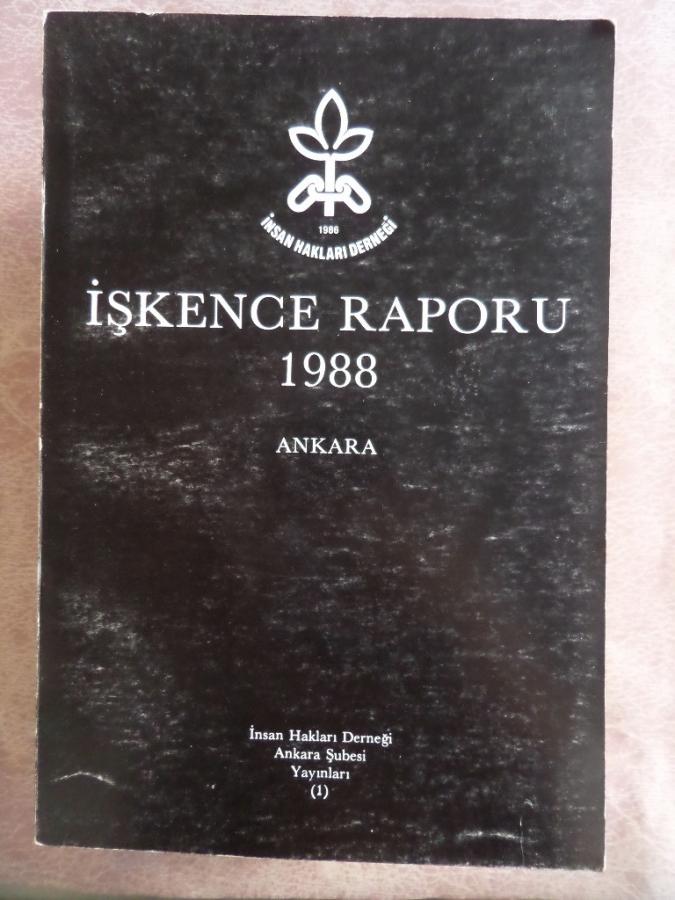 1986
İNSAN HAKLARI DERNEĞİ
İŞKENCE RAPORU
1988
ANKARA
İnsan Hakları Derneği
Ankara Şubesi
Yayınları
(1)